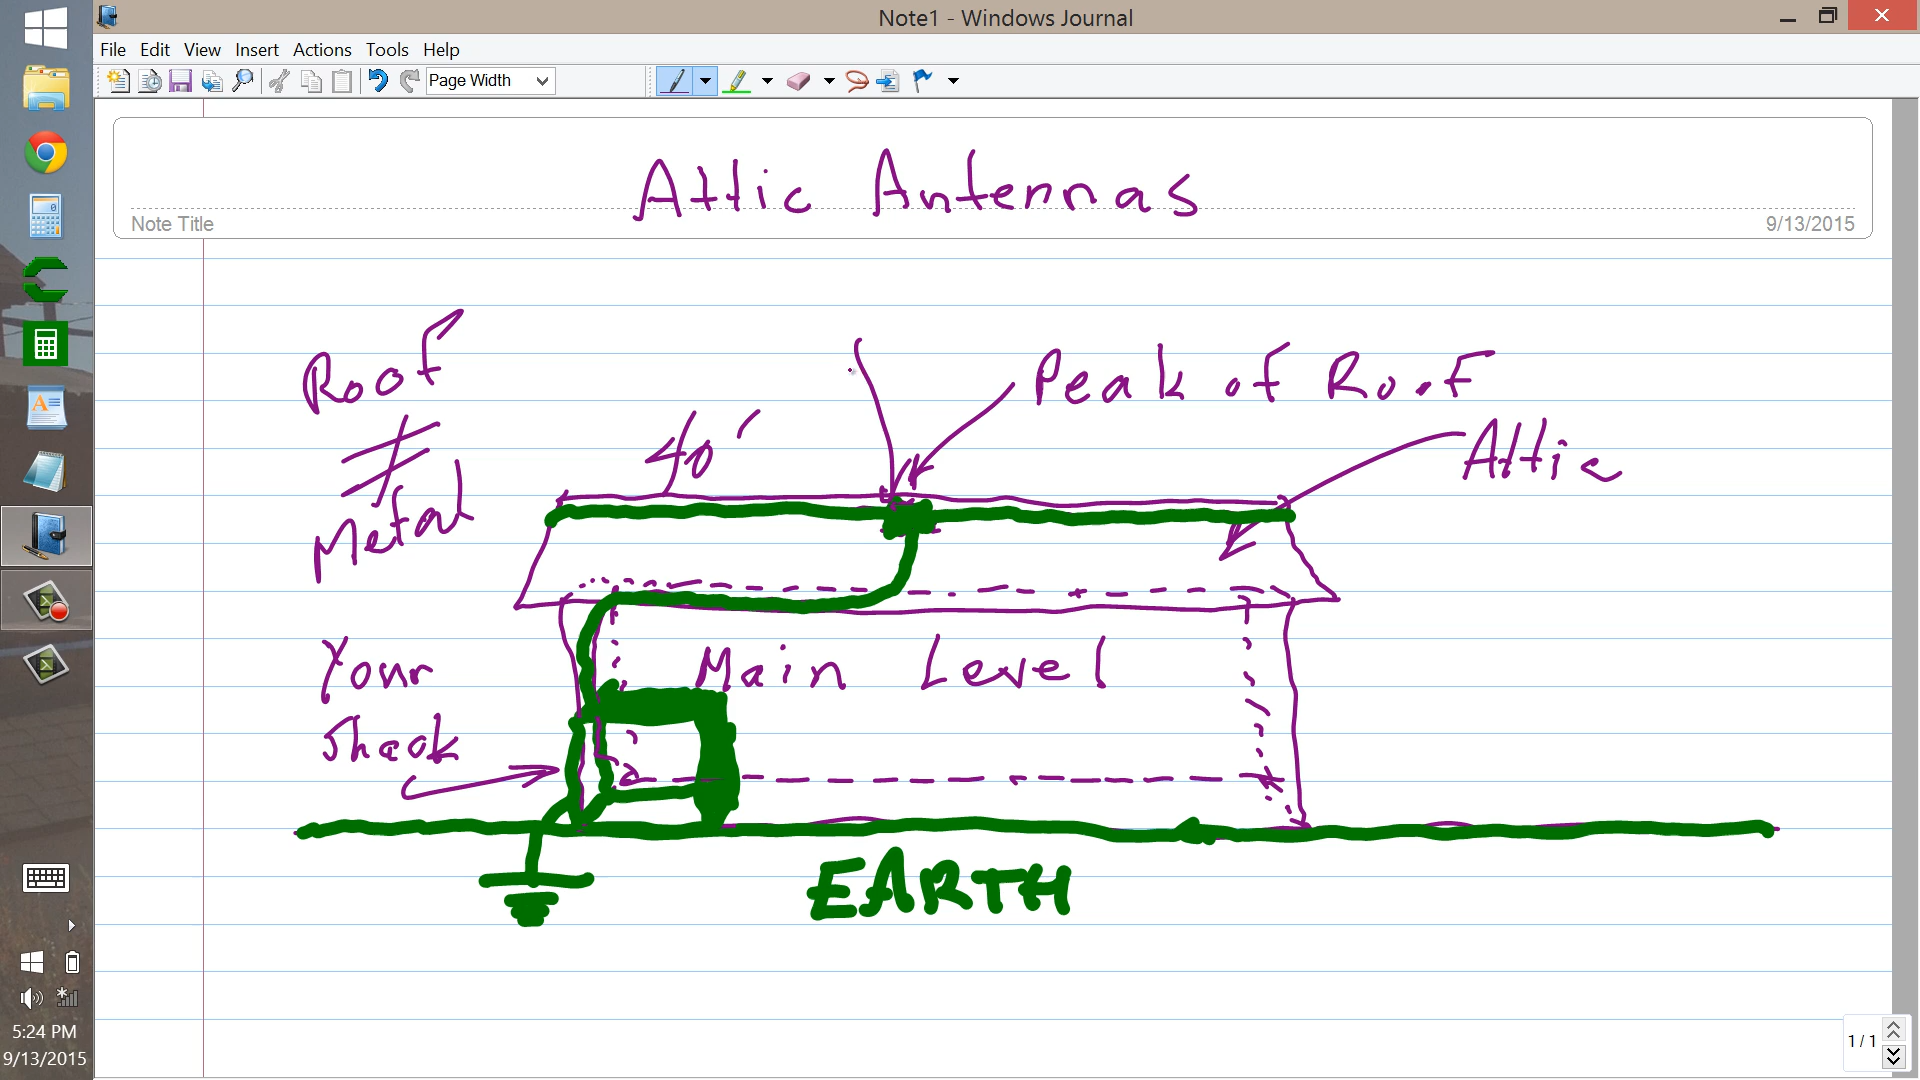 Note1 - Windows Journal
File Edit View Insert Actions Tools Help
Page Width
Attic Antennas
Note Title
9/13/2015
Roof
≠
Metal
40'
Peak of Roof
Attic
Your
Shack
Main Level
EARTH
5:24 PM
9/13/2015
1 / 1